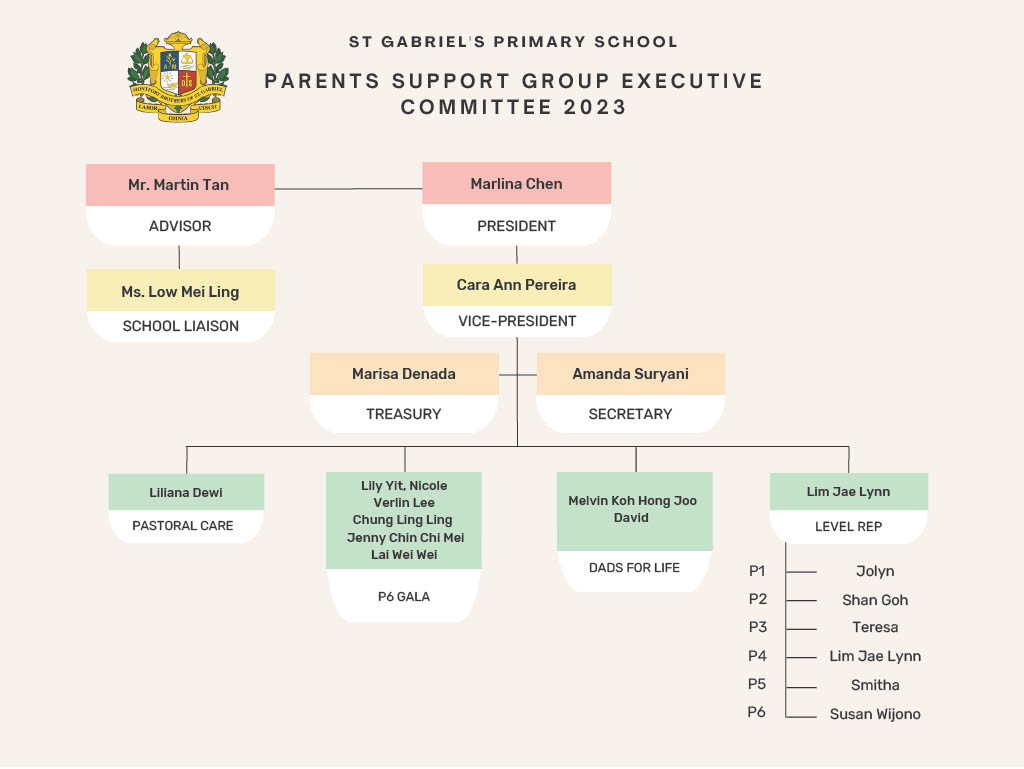 ST GABRIEL'S PRIMARY SCHOOL
PARENTS SUPPORT GROUP EXECUTIVE
COMMITTEE 2023
MONTFORT BROTHERS OF ST. GABRIEL
LABOR
OMNIA
VINCIT
Mr. Martin Tan
ADVISOR
Marlina Chen
PRESIDENT
Ms. Low Mei Ling
SCHOOL LIAISON
Cara Ann Pereira
VICE-PRESIDENT
Marisa Denada
TREASURY
Amanda Suryani
SECRETARY
Liliana Dewi
PASTORAL CARE
Lily Yit, Nicole
Verlin Lee
Chung Ling Ling
Jenny Chin Chi Mei
Lai Wei Wei
P6 GALA
Melvin Koh Hong Joo
David
DADS FOR LIFE
Lim Jae Lynn
LEVEL REP
P1 Jolyn
P2 Shan Goh
P3 Teresa
P4 Lim Jae Lynn
P5 Smitha
P6 Susan Wijono